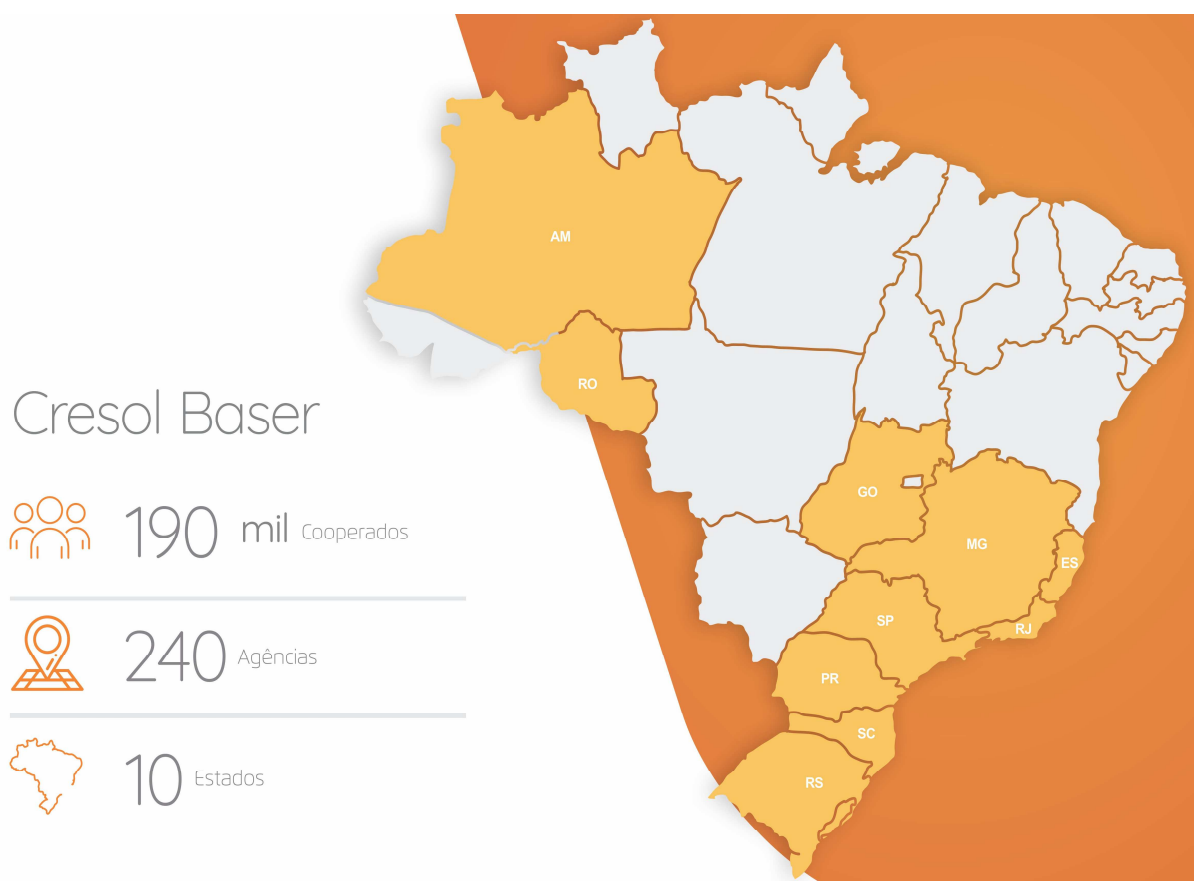 Cresol Baser
190 mil Cooperados
240 Agências
10 Estados
AM
RO
GO
MG
ES
SP
RJ
PR
SC
RS